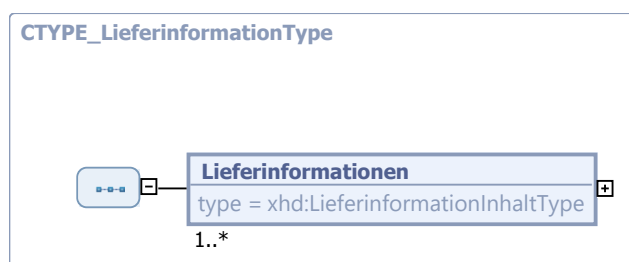 CTYPE_LieferinformationType
Lieferinformationen
type = xhd:LieferinformationInhaltType
1..*